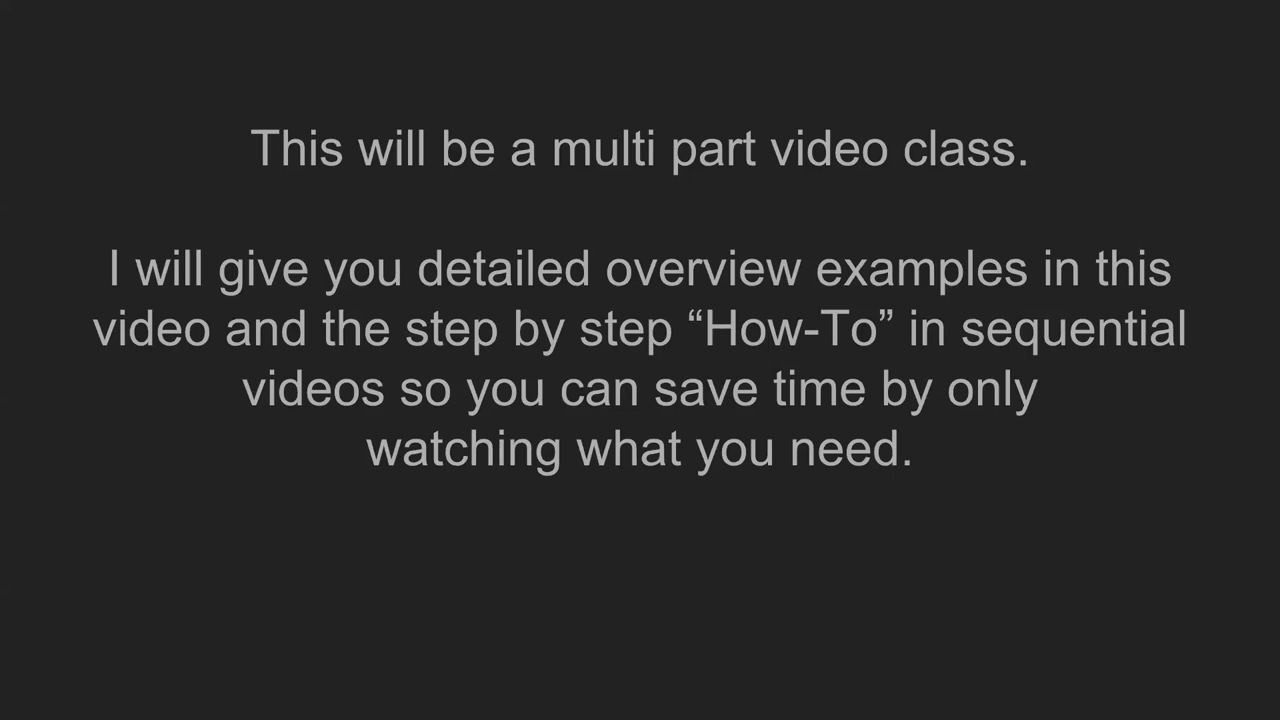 This will be a multi part video class.
I will give you detailed overview examples in this
video and the step by step “How-To” in sequential
videos so you can save time by only
watching what you need.